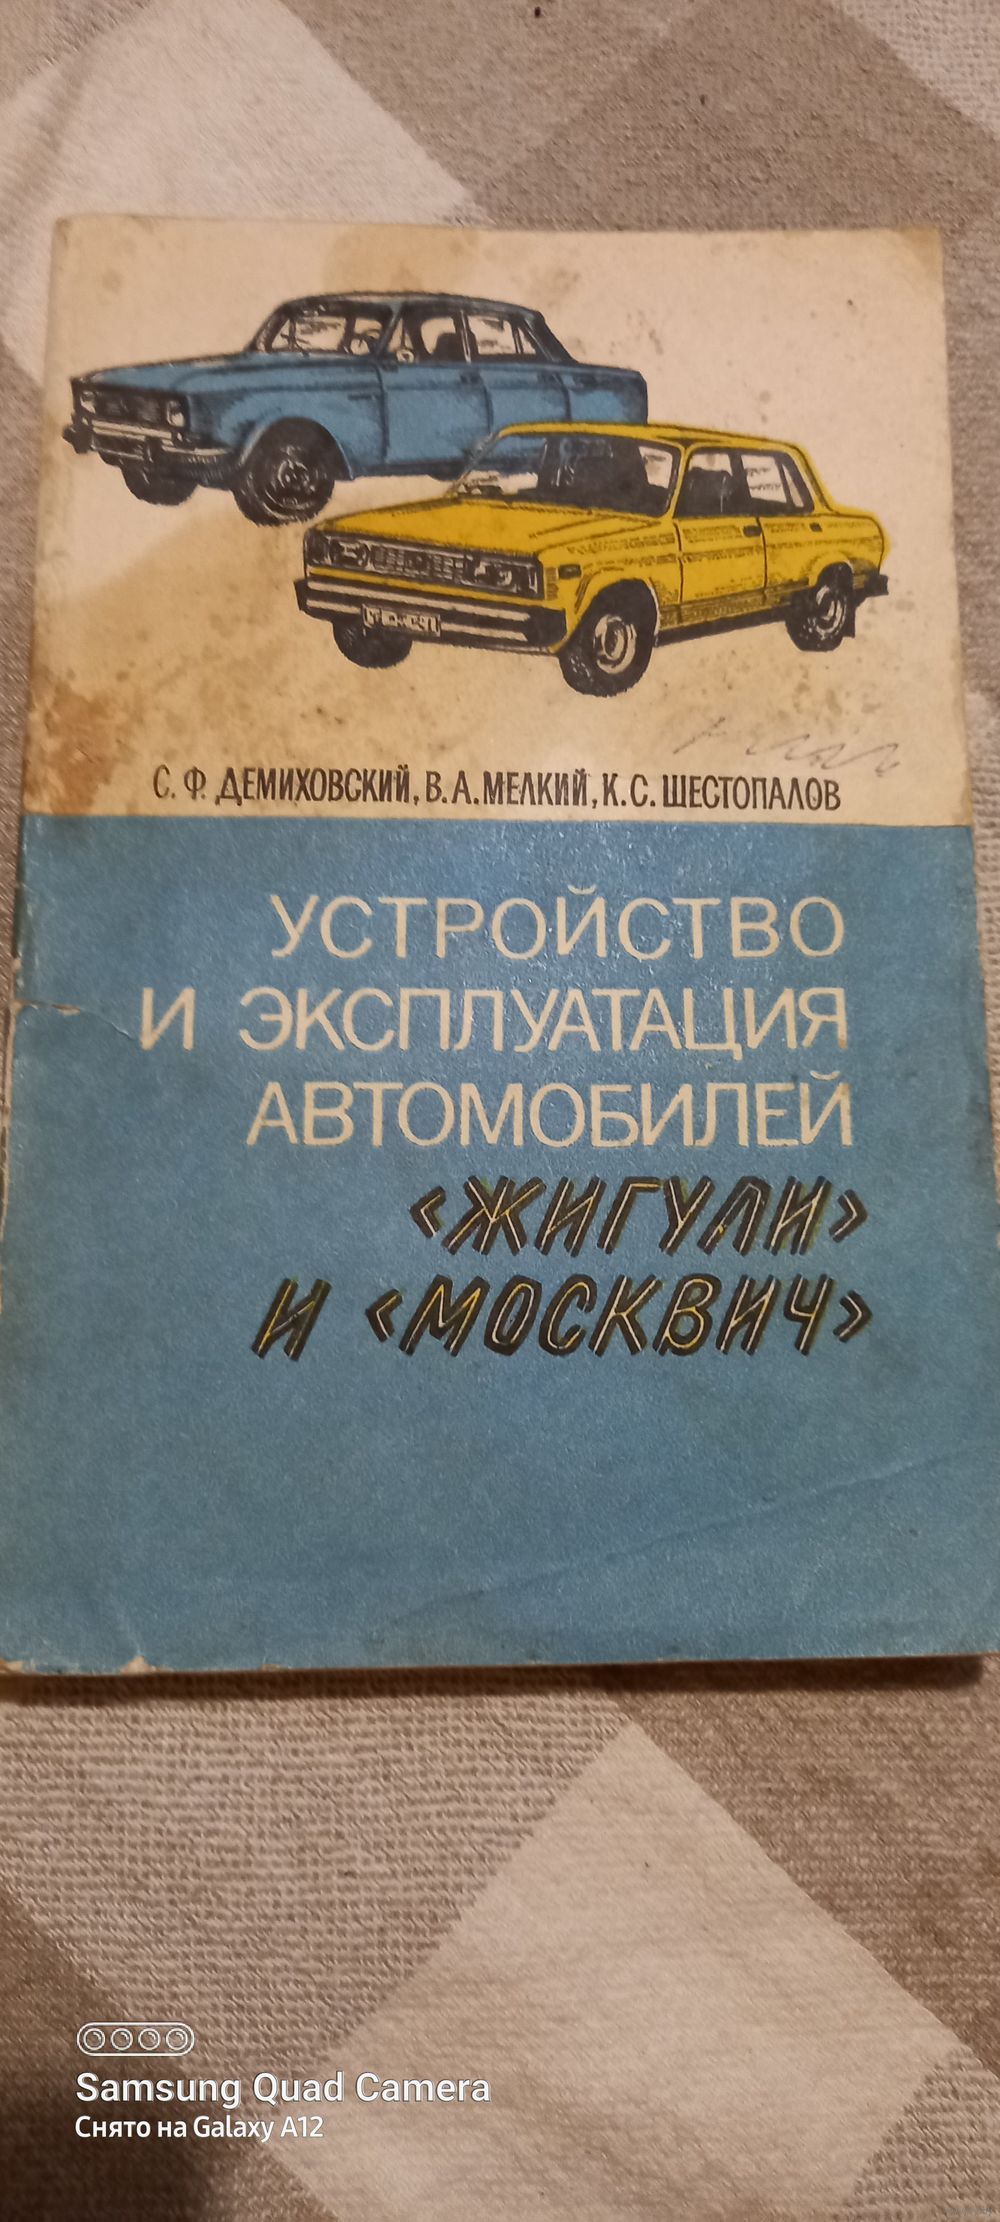 С. Ф. ДЕМИХОВСКИЙ, В. А. МЕЛКИЙ, К. С. ШЕСТОПАЛОВ
УСТРОЙСТВО
И ЭКСПЛУАТАЦИЯ
АВТОМОБИЛЕЙ
«ЖИГУЛИ»
И «МОСКВИЧ»
Samsung Quad Camera
Снято на Galaxy A12